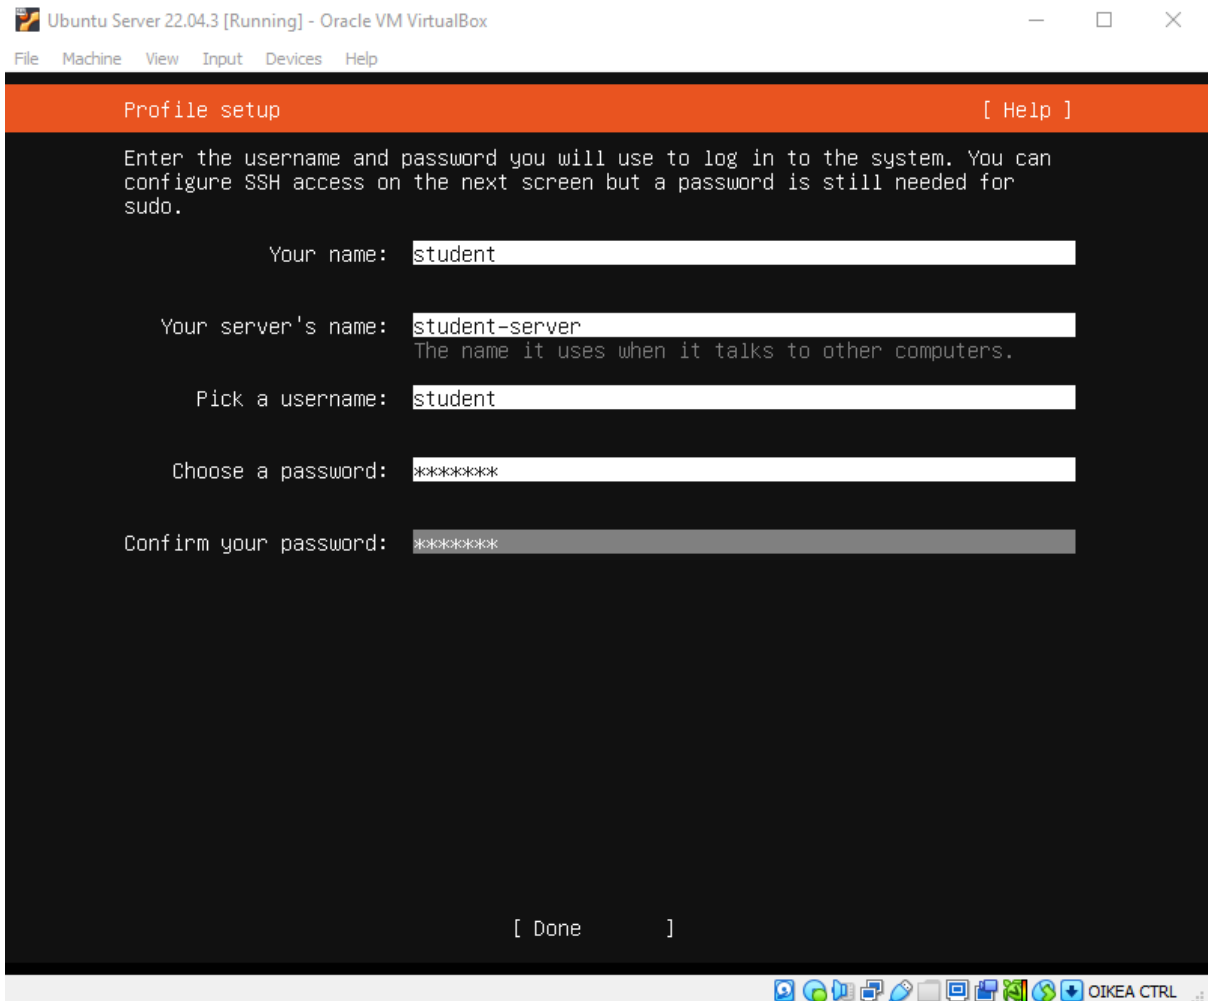 Ubuntu Server 22.04.3 [Running] - Oracle VM VirtualBox
File Machine View Input Devices Help
Profile setup [ Help ]
Enter the username and password you will use to log in to the system. You can
configure SSH access on the next screen but a password is still needed for
sudo.
Your name: student
Your server's name: student-server
The name it uses when it talks to other computers.
Pick a username: student
Choose a password: *******
Confirm your password: *******
[ Done ]
OIKEA CTRL